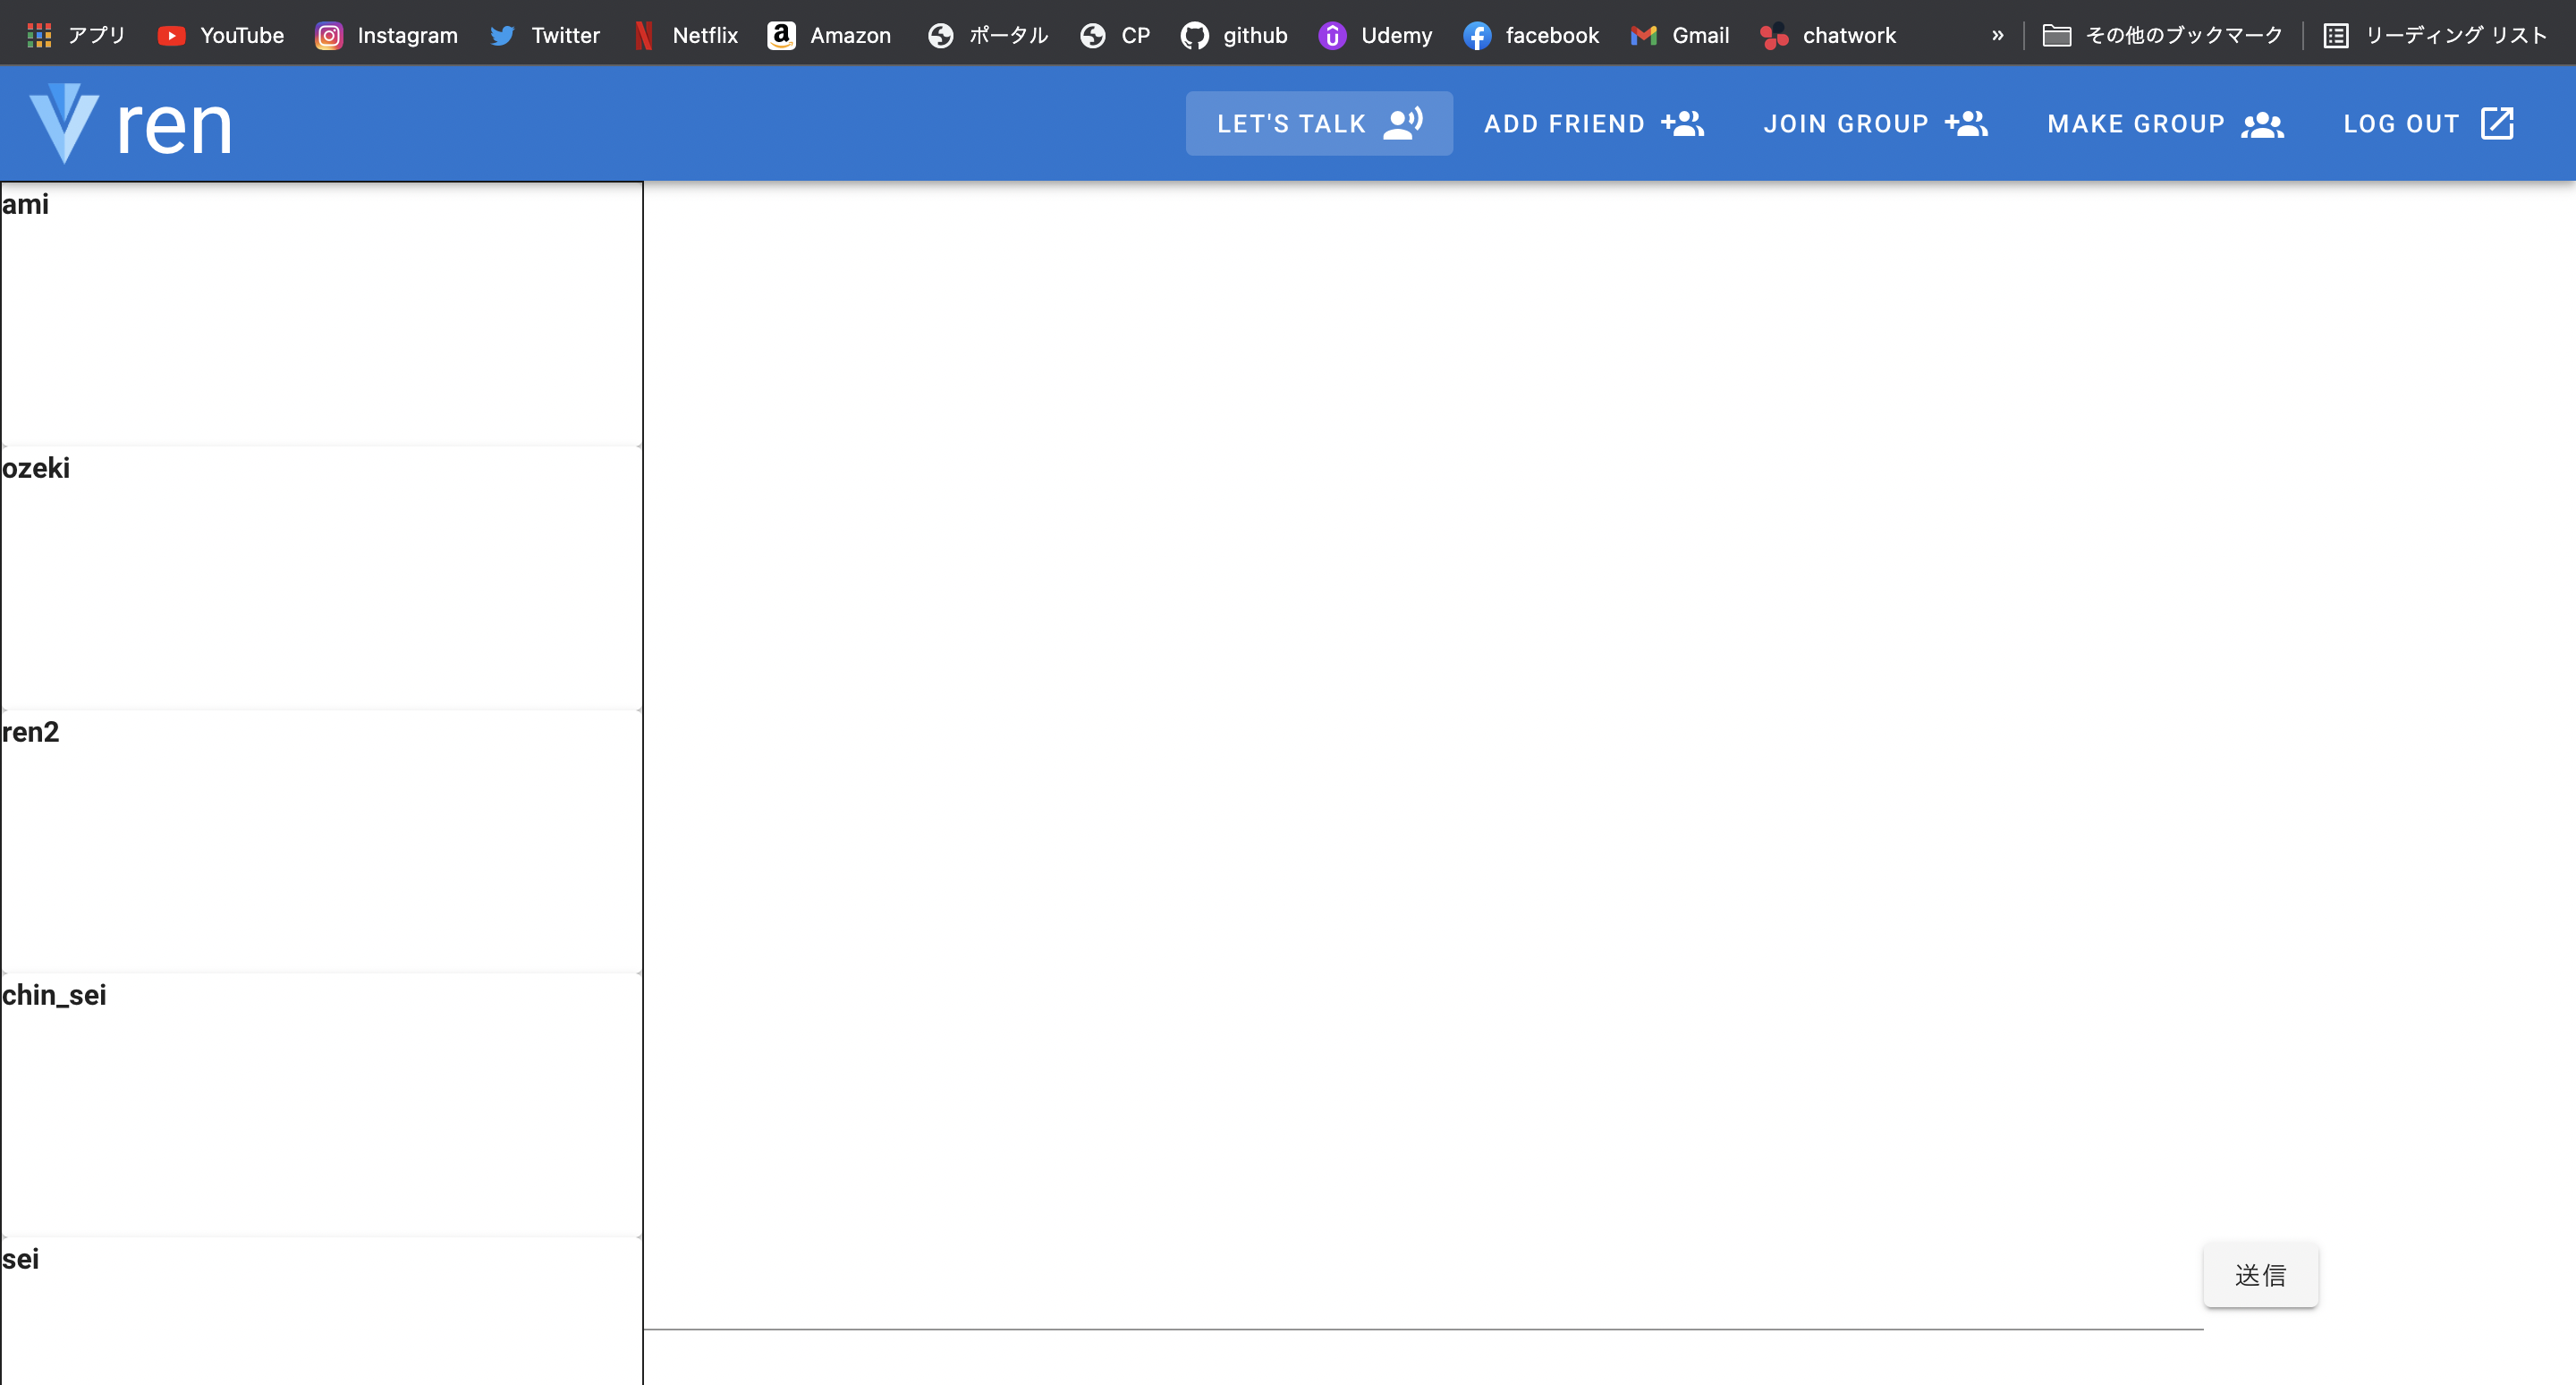 アプリ YouTube Instagram Twitter Netflix Amazon ポータル CP github Udemy facebook Gmail chatwork » その他のブックマーク リーディング リスト
ren LET'S TALK ADD FRIEND JOIN GROUP MAKE GROUP LOG OUT
ami
ozeki
ren2
chin_sei
sei
送信